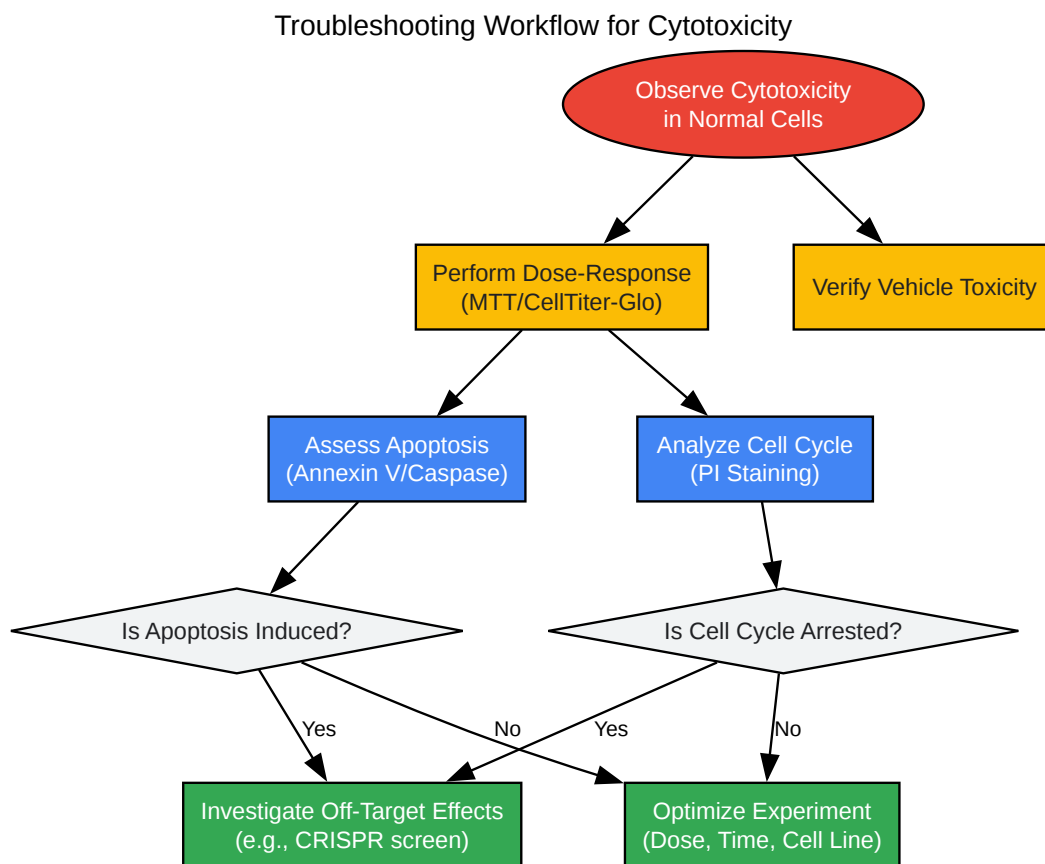 Troubleshooting Workflow for Cytotoxicity
Observe Cytotoxicity
in Normal Cells
Perform Dose-Response
(MTT/CellTiter-Glo)
Verify Vehicle Toxicity
Assess Apoptosis
(Annexin V/Caspase)
Analyze Cell Cycle
(PI Staining)
Is Apoptosis Induced?
Is Cell Cycle Arrested?
Yes
No
Yes
No
Investigate Off-Target Effects
(e.g., CRISPR screen)
Optimize Experiment
(Dose, Time, Cell Line)